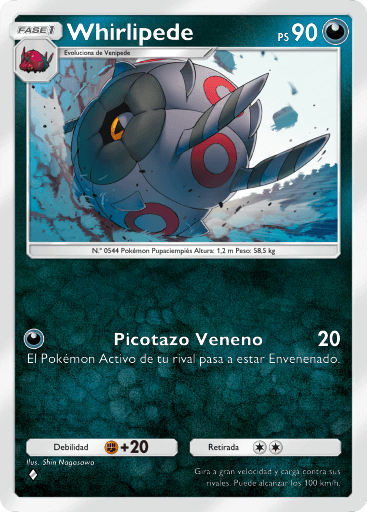 FASE 1
Whirlipede
PS 90
Evoluciona de Venipede
N.º 0544 Pokémon Pupaciempiés Altura: 1,2 m Peso: 58,5 kg
Picotazo Veneno 20
El Pokémon Activo de tu rival pasa a estar Envenenado.
Debilidad +20
Retirada
Ilus. Shin Nagasawa
Gira a gran velocidad y carga contra sus
rivales. Puede alcanzar los 100 km/h.